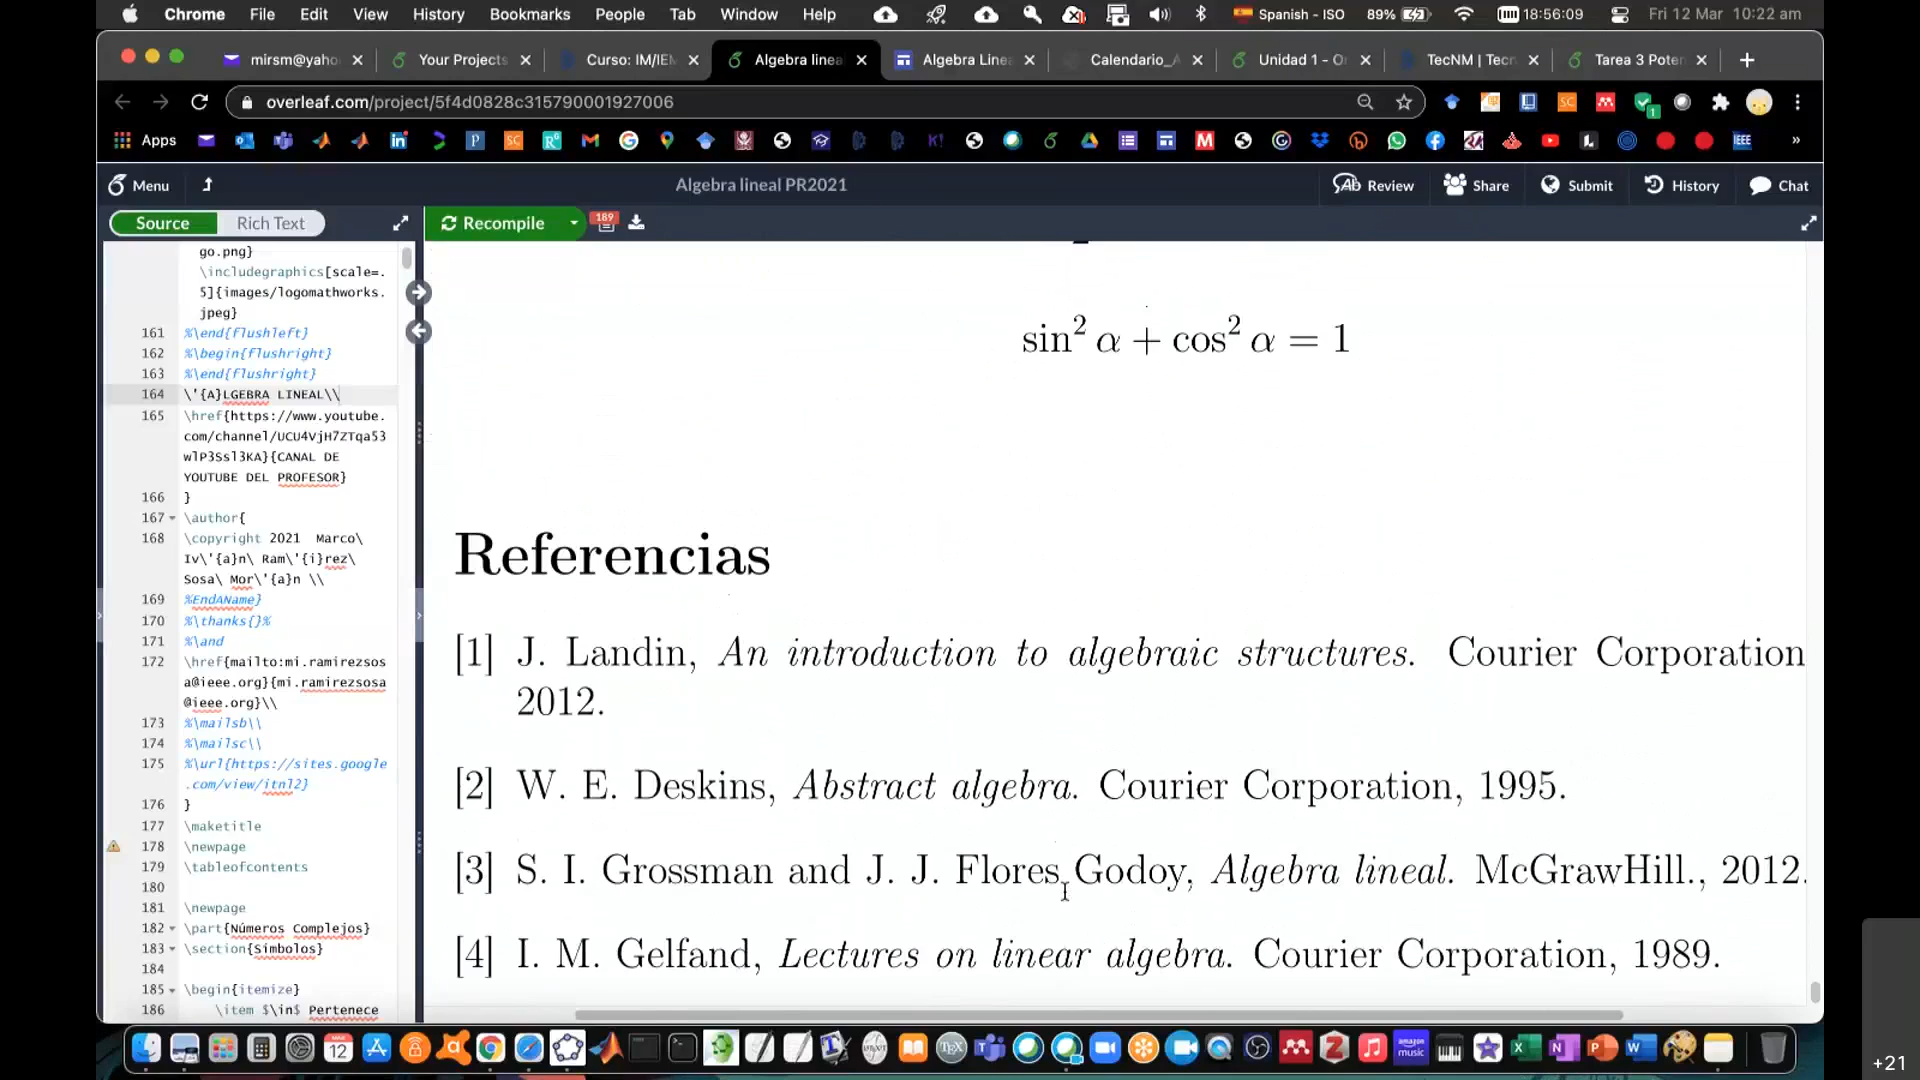 Chrome File Edit View History Bookmarks People Tab Window Help Spanish - ISO 89% 18:56:09 Fri 12 Mar 10:22 am
mirsm@yaho Your Projects Curso: IM/IEM Algebra linea Algebra Linea Calendario_A Unidad 1 - O TecNM | Tecn Tarea 3 Poter
overleaf.com/project/5f4d0828c315790001927006
Apps
Menu Algebra lineal PR2021 Review Share Submit History Chat
Source Rich Text Recompile 189
go.png}
\includegraphics[scale=.
5]{images/logomathworks.
jpeg}
161 %\end{flushleft}
162 %\begin{flushright}
163 %\end{flushright}
164 \'{A}LGEBRA LINEAL\\
165 \href{https://www.youtube.
com/channel/UCU4VjH7ZTqa53
wlP3Ssl3KA}{CANAL DE
YOUTUBE DEL PROFESOR}
166 }
167 \author{
168 \copyright 2021 Marco\
Iv\'{a}n\ Ram\'{i}rez\
Sosa\ Mor\'{a}n \\
169 %EndAName}
170 %\thanks{}%
171 %\and
172 \href{mailto:mi.ramirezsos
a@ieee.org}{mi.ramirezsosa
@ieee.org}\\
173 %\mailsb\\
174 %\mailsc\\
175 %\url{https://sites.google
.com/view/itnl2}
176 }
177 \maketitle
178 \newpage
179 \tableofcontents
180
181 \newpage
182 \part{Números Complejos}
183 \section{Símbolos}
184
185 \begin{itemize}
186 \item $\in$ Pertenece
sin² α + cos² α = 1
Referencias
[1] J. Landin, An introduction to algebraic structures. Courier Corporation
2012.
[2] W. E. Deskins, Abstract algebra. Courier Corporation, 1995.
[3] S. I. Grossman and J. J. Flores Godoy, Algebra lineal. McGrawHill., 2012.
[4] I. M. Gelfand, Lectures on linear algebra. Courier Corporation, 1989.
+21